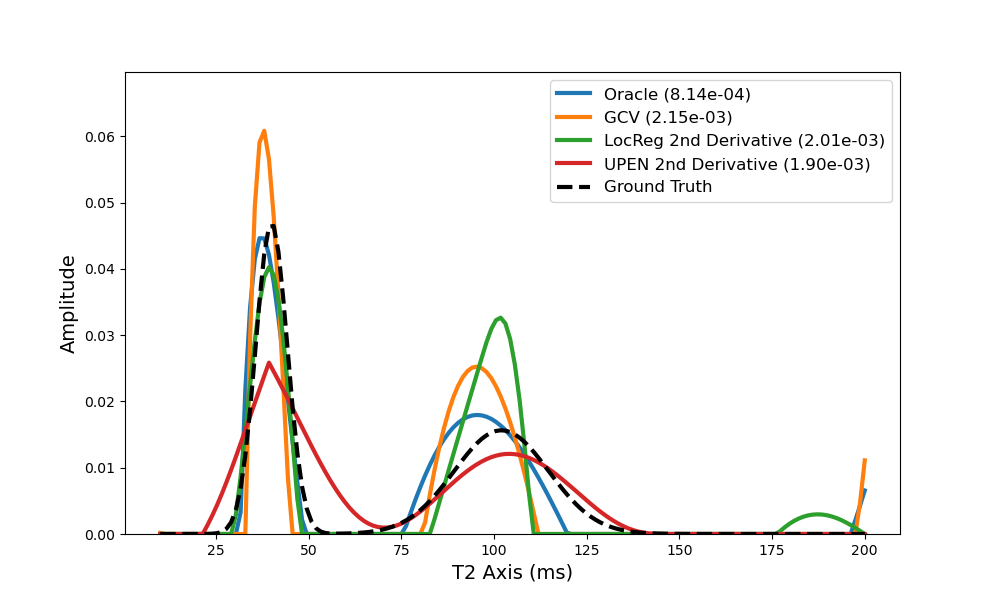 Oracle (8.14e-04)
GCV (2.15e-03)
LocReg 2nd Derivative (2.01e-03)
UPEN 2nd Derivative (1.90e-03)
Ground Truth
Amplitude
0.06
0.05
0.04
0.03
0.02
0.01
0.00
25 50 75 100 125 150 175 200
T2 Axis (ms)